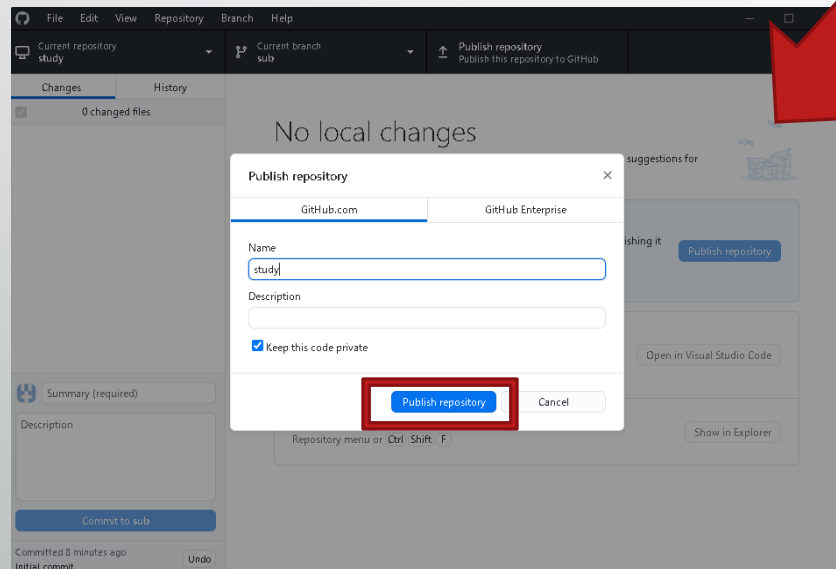 File Edit View Repository Branch Help
Current repository
study
Current branch
sub
Publish repository
Publish this repository to GitHub
Changes History
0 changed files
No local changes
suggestions for
Publish repository
GitHub.com GitHub Enterprise
Name
study
Description
Keep this code private
Publish repository Cancel
ishing it
Publish repository
Open in Visual Studio Code
Repository menu or Ctrl Shift F
Show in Explorer
Summary (required)
Description
Commit to sub
Committed 8 minutes ago
Initial commit
Undo